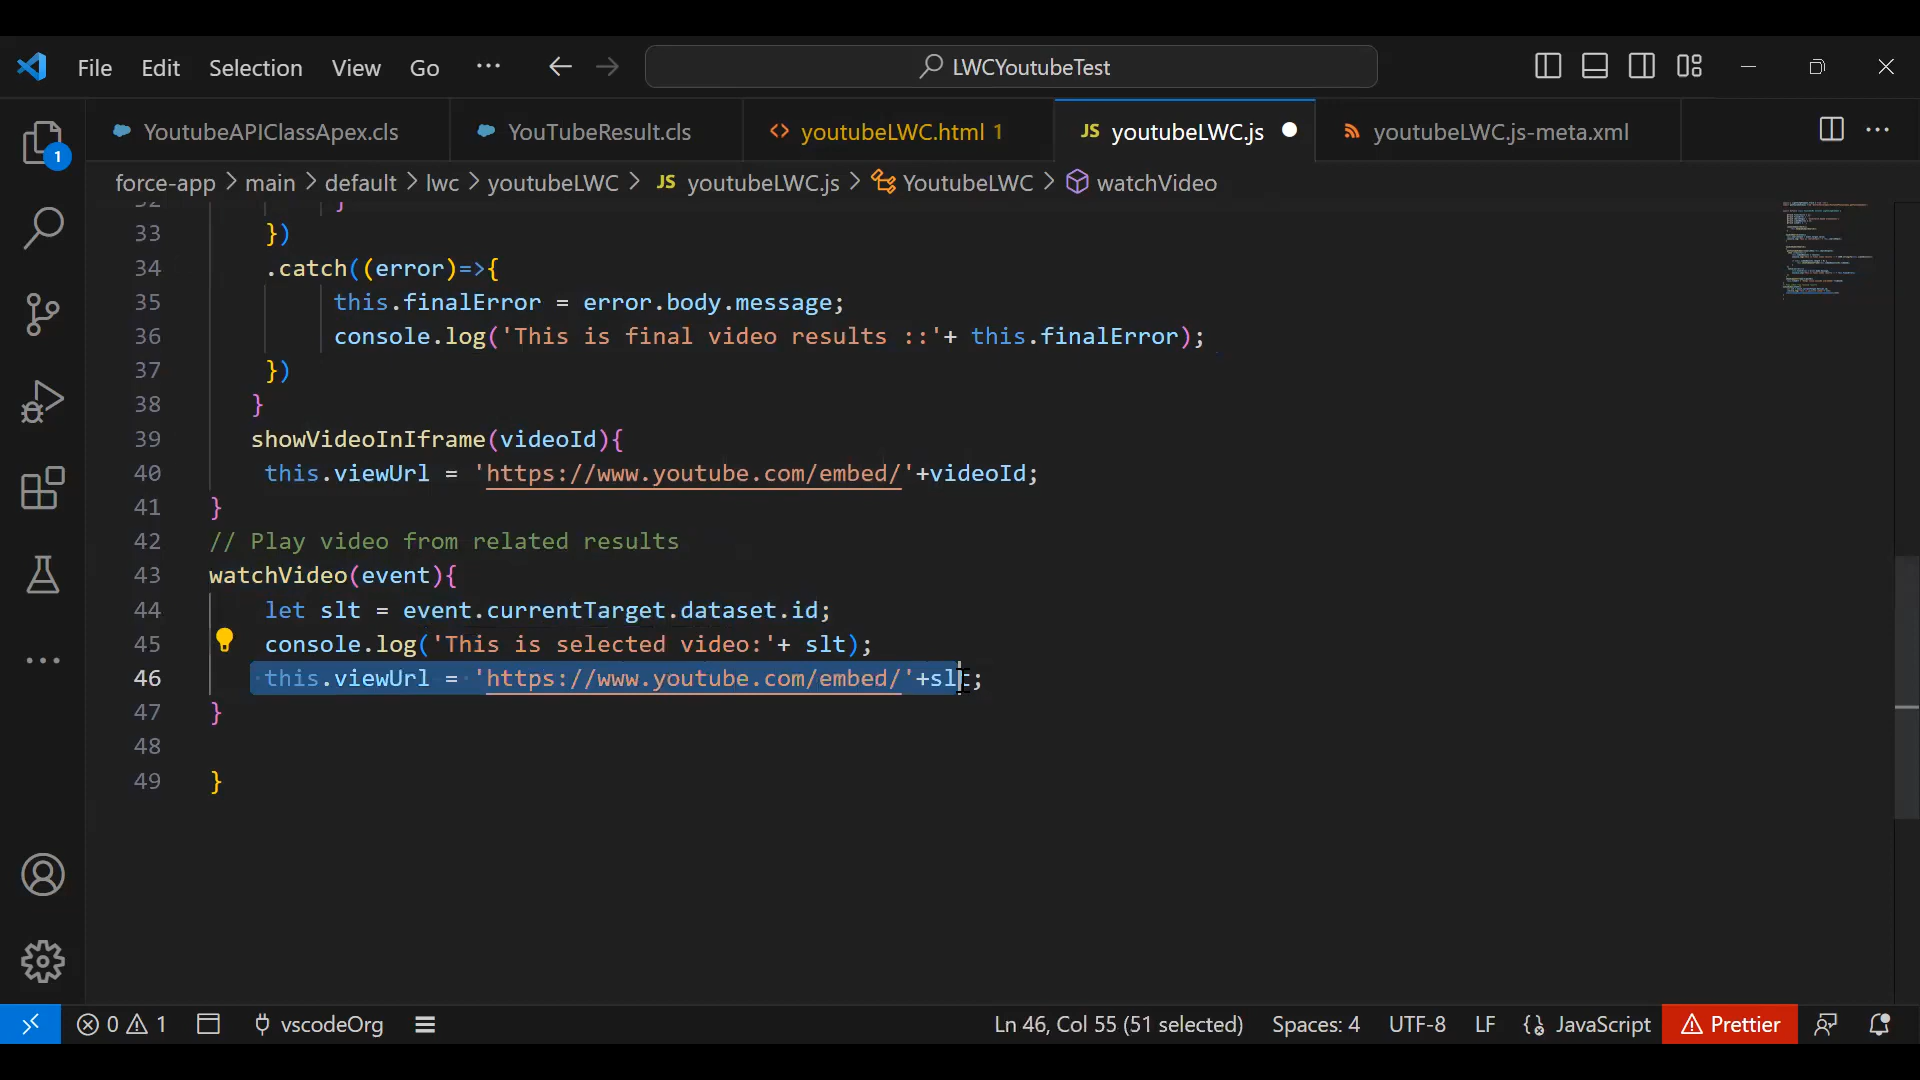 File Edit Selection View Go ··· LWCYoutubeTest
YoutubeAPIClassApex.cls YouTubeResult.cls youtubeLWC.html 1 JS youtubeLWC.js youtubeLWC.js-meta.xml
force-app > main > default > lwc > youtubeLWC > JS youtubeLWC.js > YoutubeLWC > watchVideo
1
32 }
33 })
34 .catch((error)=>{
35 this.finalError = error.body.message;
36 console.log('This is final video results ::'+ this.finalError);
37 })
38 }
39 showVideoInIframe(videoId){
40 this.viewUrl = 'https://www.youtube.com/embed/'+videoId;
41 }
42 // Play video from related results
43 watchVideo(event){
44 let slt = event.currentTarget.dataset.id;
45 console.log('This is selected video:'+ slt);
46 this.viewUrl = 'https://www.youtube.com/embed/'+slt;
47 }
48
49 }
0 1 vscodeOrg Ln 46, Col 55 (51 selected) Spaces: 4 UTF-8 LF JavaScript Prettier